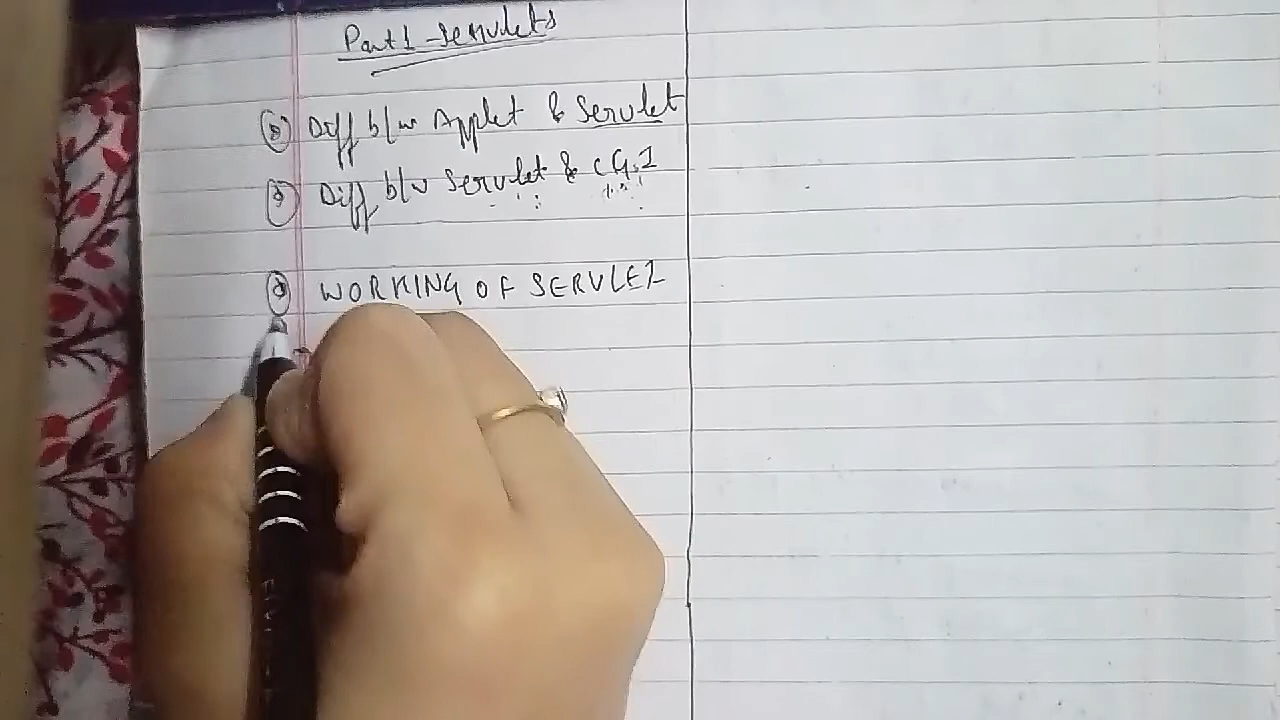 Part 1 - Servlets
Diff b/w Applet & Servlet
Diff b/w Servlet & CGI
WORKING OF SERVLET